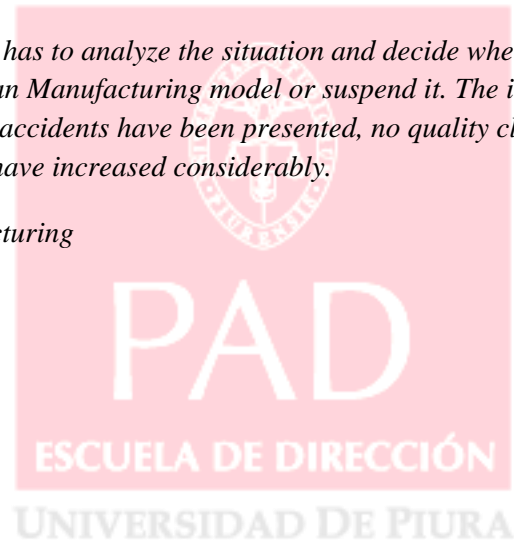 has to analyze the situation and decide whe
an Manufacturing model or suspend it. The i
accidents have been presented, no quality cl
have increased considerably.
cturing
PAD
ESCUELA DE DIRECCIÓN
UNIVERSIDAD DE PIURA